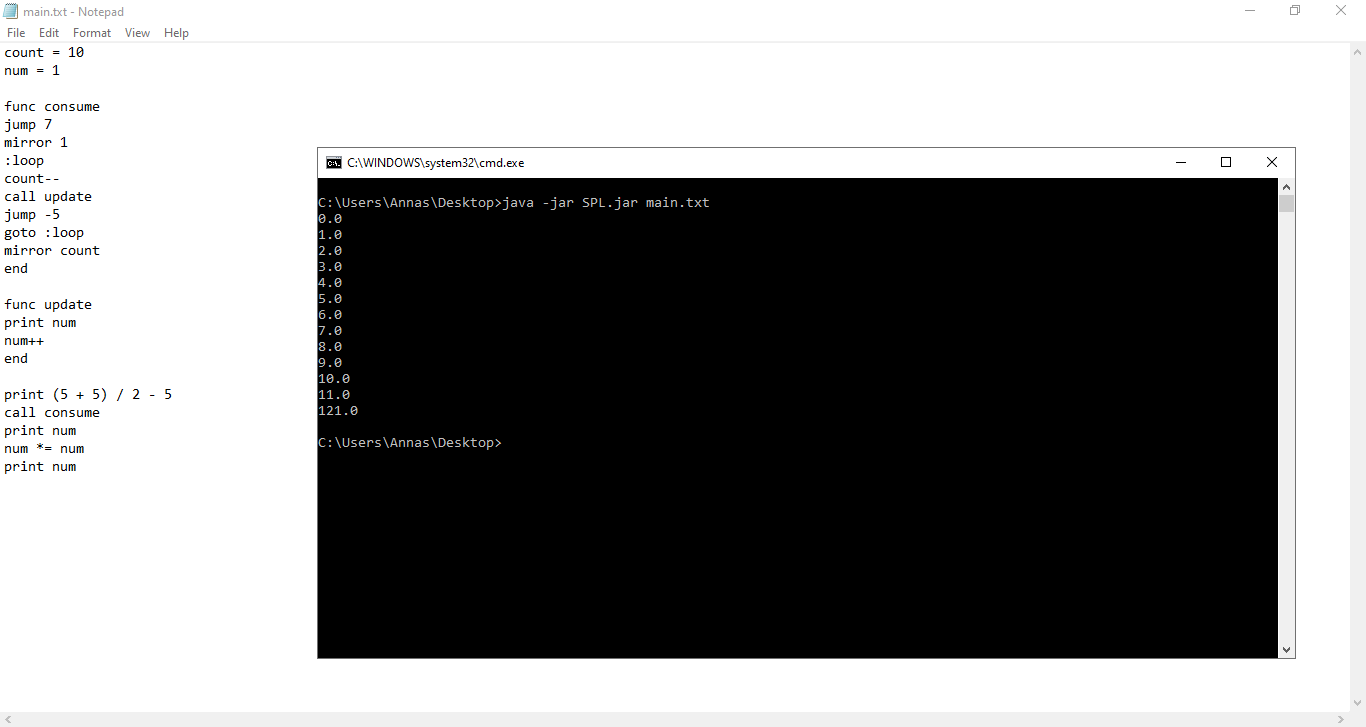 main.txt - Notepad
File Edit Format View Help
count = 10
num = 1
func consume
jump 7
mirror 1
:loop
count--
call update
jump -5
goto :loop
mirror count
end
func update
print num
num++
end
print (5 + 5) / 2 - 5
call consume
print num
num *= num
print num
C:\WINDOWS\system32\cmd.exe
C:\Users\Annas\Desktop>java -jar SPL.jar main.txt
0.0
1.0
2.0
3.0
4.0
5.0
6.0
7.0
8.0
9.0
10.0
11.0
121.0
C:\Users\Annas\Desktop>